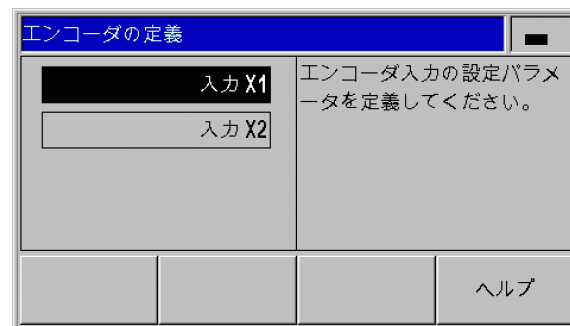 エンコーダの定義
入力 X1
入力 X2
エンコーダ入力の設定パラメ
ータを定義してください。
ヘルプ